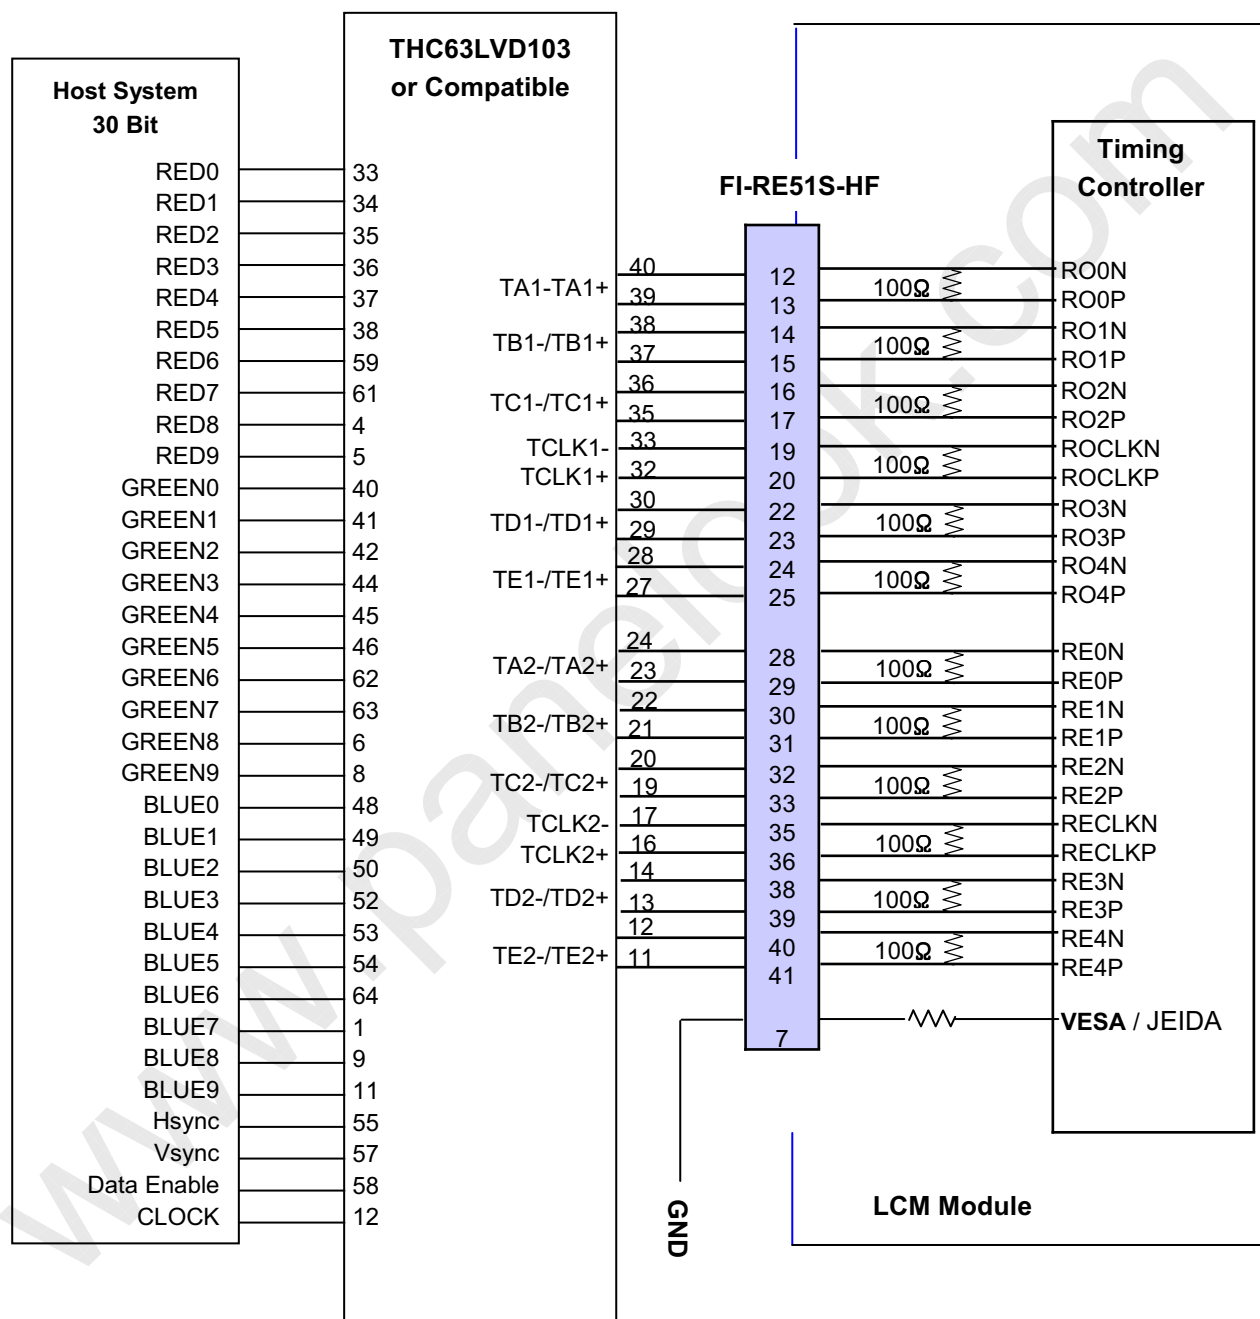 THC63LVD103
or Compatible
Host System
30 Bit
RED0 33
RED1 34
RED2 35
RED3 36
RED4 37
RED5 38
RED6 59
RED7 61
RED8 4
RED9 5
GREEN0 40
GREEN1 41
GREEN2 42
GREEN3 44
GREEN4 45
GREEN5 46
GREEN6 62
GREEN7 63
GREEN8 6
GREEN9 8
BLUE0 48
BLUE1 49
BLUE2 50
BLUE3 52
BLUE4 53
BLUE5 54
BLUE6 64
BLUE7 1
BLUE8 9
BLUE9 11
Hsync 55
Vsync 57
Data Enable 58
CLOCK 12
TA1-TA1+
40
39
TB1-/TB1+
38
37
TC1-/TC1+
36
35
TCLK1- 33
TCLK1+ 32
TD1-/TD1+
30
29
TE1-/TE1+
28
27
TA2-/TA2+
24
23
TB2-/TB2+
22
21
TC2-/TC2+
20
19
TCLK2- 17
TCLK2+ 16
TD2-/TD2+
14
13
TE2-/TE2+
12
11
GND
FI-RE51S-HF
12
13
14
15
16
17
19
20
22
23
24
25
28
29
30
31
32
33
35
36
38
39
40
41
7
100Ω
100Ω
100Ω
100Ω
100Ω
100Ω
100Ω
100Ω
100Ω
100Ω
100Ω
100Ω
Timing
Controller
RO0N
RO0P
RO1N
RO1P
RO2N
RO2P
ROCLKN
ROCLKP
RO3N
RO3P
RO4N
RO4P
RE0N
RE0P
RE1N
RE1P
RE2N
RE2P
RECLKN
RECLKP
RE3N
RE3P
RE4N
RE4P
VESA / JEIDA
LCM Module
www.panelook.com